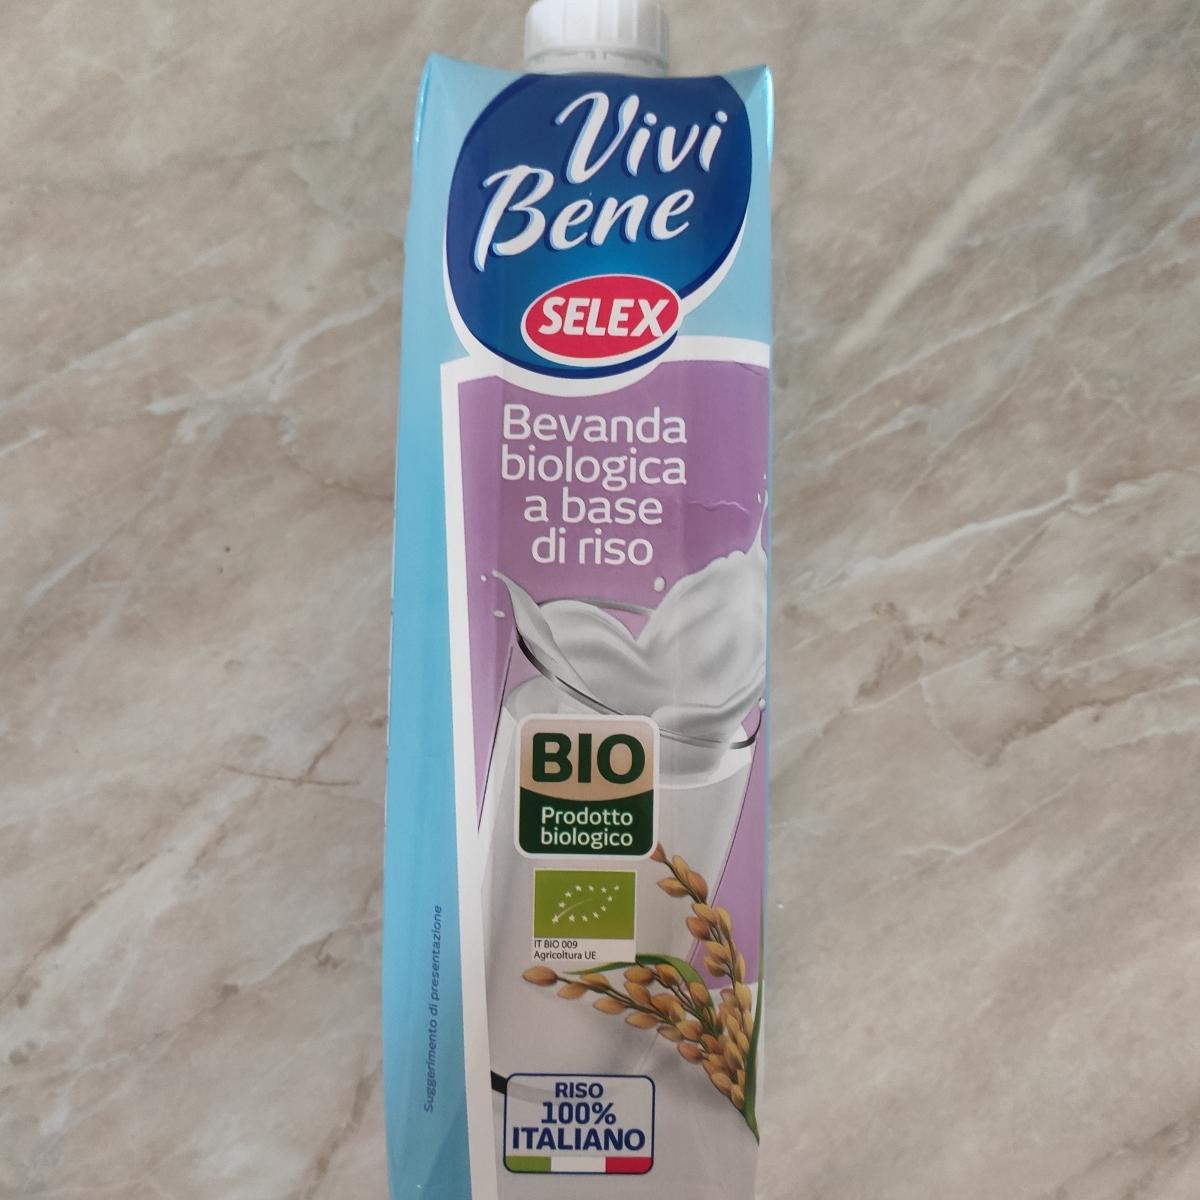 Vivi
Bene
SELEX
Bevanda
biologica
a base
di riso
BIO
Prodotto
biologico
IT BIO 009
Agricoltura UE
Suggerimento di presentazione
RISO
100%
ITALIANO